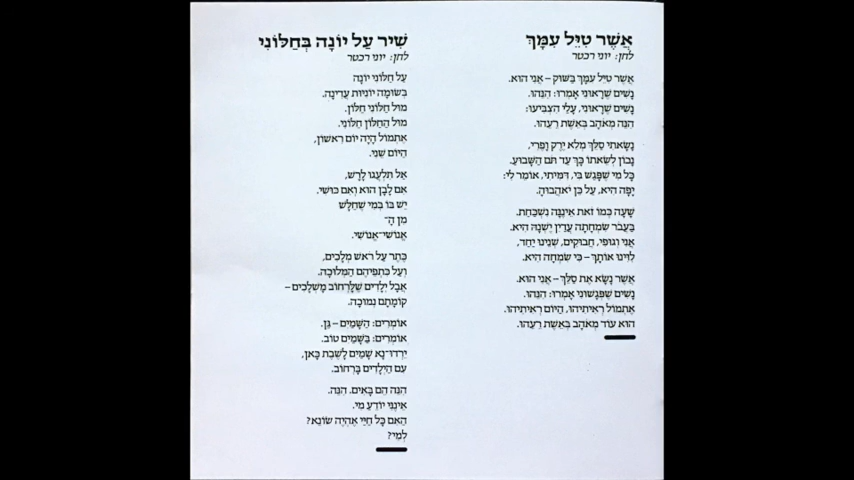 אֲשֶׁר טִיֵּל עִמָּךְ
לחן: יוני רכטר
אֲשֶׁר טִיֵּל עִמָּךְ בַּשּׁוּק – אֲנִי הוּא.
נָשִׁים שֶׁרָאוּנִי אָמְרוּ: הִנֵּהוּ.
נָשִׁים שֶׁרָאוּנִי, עָלַי הִצְבִּיעוּ:
הִנֵּה מְאֹהָב בְּאֵשֶׁת רֵעֵהוּ.
נָשָׂאתִי סַלֵּךְ מְלֵא יֶרֶק וָפֶרִי,
נָכוֹן לְשֵׂאתוֹ כָּךְ עַד תֹּם הַשָּׁבוּעַ.
כָּל מִי שֶׁפָּגַשׁ בִּי, דִּמִּיתִי, אוֹמֵר לִי:
יָפָה הִיא, עַל כֵּן יֹאהֲבוּהָ.
שָׁעָה כְּמוֹ זֹאת אֵינֶנָּה נִשְׁכַּחַת.
בַּעֲבֹר שִׂמְחָתָהּ עֲדַיִן יֶשְׁנָהּ הִיא.
אֲנִי וְגוּפִי, חֲבוּקִים, שְׁנֵינוּ יַחַד,
לִוִּינוּ אוֹתָךְ – כִּי שִׂמְחָה הִיא.
אֲשֶׁר נָשָׂא אֶת סַלֵּךְ – אֲנִי הוּא.
נָשִׁים שֶׁפְּגָשׁוּנִי אָמְרוּ: הִנֵּהוּ.
אֶתְמוֹל רְאִיתִיהוּ, הַיּוֹם רְאִיתִיהוּ.
הוּא עוֹד מְאֹהָב בְּאֵשֶׁת רֵעֵהוּ.
שִׁיר עַל יוֹנָה בְּחַלּוֹנִי
לחן: יוני רכטר
עַל חַלּוֹנִי יוֹנָה
בְּשׂוּמָה יוֹנִיּוּת עֲדִינָה.
מוּל חַלּוֹנִי חַלּוֹן.
מוּל הַחַלּוֹן חַלּוֹנִי.
אֶתְמוֹל הָיָה יוֹם רִאשׁוֹן,
הַיּוֹם שֵׁנִי.
אַל תִּלְעֲגוּ לָרָשׁ,
אִם לָבָן הוּא וְאִם כּוּשִׁי.
יֵשׁ בּוֹ בְּמִי שֶׁחַלָּשׁ
מִן הָ־
אֱנוֹשִׁי־אֱנוֹשִׁי.
כֶּתֶר עַל רֹאשׁ מְלָכִים,
וְעַל כִּתְפֵיהֶם הַמְּלוּכָה.
אֲבָל יְלָדִים שֶׁלָּרְחוֹב מֻשְׁלָכִים –
קוֹמָתָם נְמוּכָה.
אוֹמְרִים: הַשָּׁמַיִם – גַּן.
אוֹמְרִים: בַּשָּׁמַיִם טוֹב.
יֵרְדוּ־נָא שָׁמַיִם לָשֶׁבֶת כָּאן,
עִם הַיְלָדִים בָּרְחוֹב.
הִנֵּה הֵם בָּאִים. הִנֵּה.
אֵינֶנִּי יוֹדֵעַ מִי.
הַאִם כָּל חַיַּי אֶהְיֶה שׂוֹנֵא?
לְמִי?